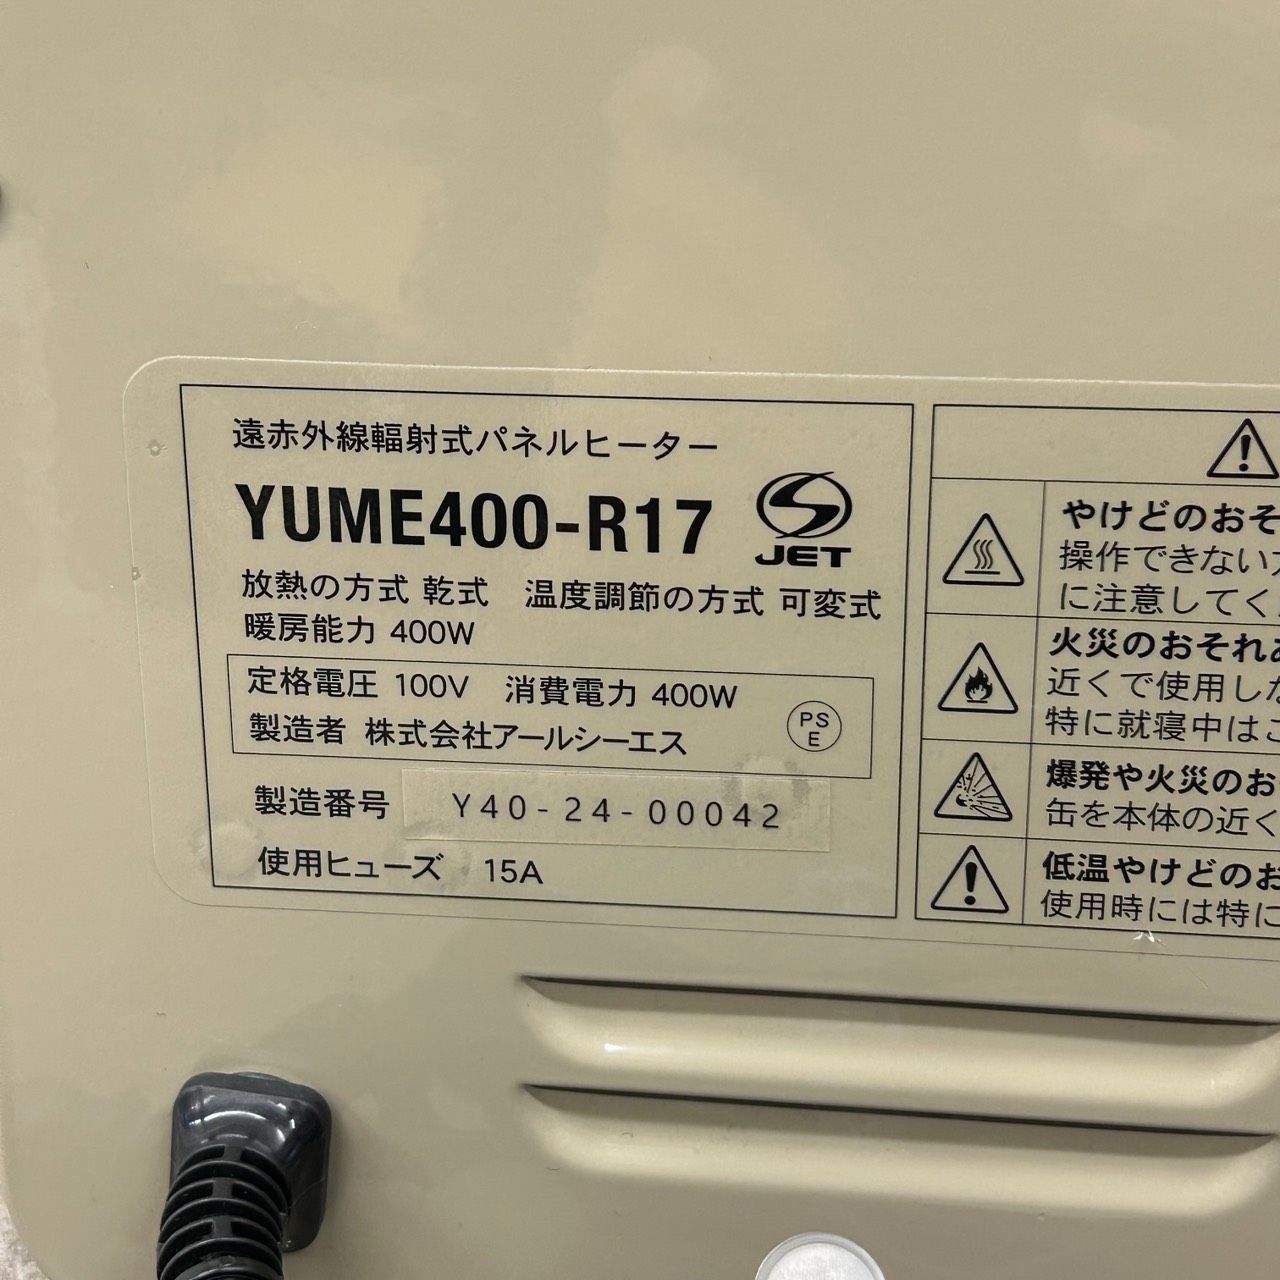 遠赤外線輻射式パネルヒーター
YUME400-R17
JET
放熱の方式 乾式 温度調節の方式 可変式
暖房能力 400W
定格電圧 100V 消費電力 400W
製造者 株式会社アールシーエス
PS
E
製造番号 Y40-24-00042
使用ヒューズ 15A
やけどのおそ
操作できない
に注意してく
火災のおそれ
近くで使用し
特に就寝中は
爆発や火災のお
缶を本体の近く
低温やけどのお
使用時には特に